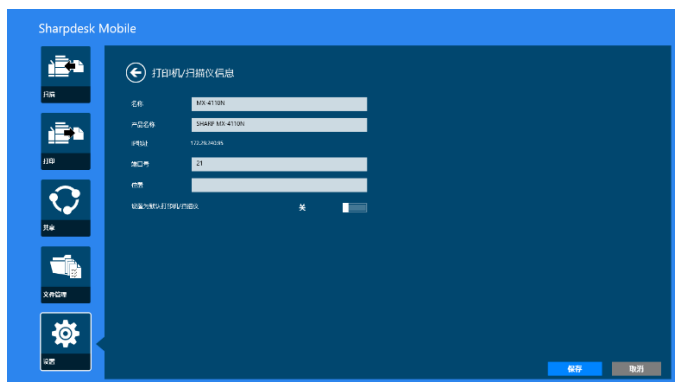 Sharpdesk Mobile
扫描
打印
共享
文件管理
设置
打印机/扫描仪信息
名称 MX-4110N
产品名称 SHARP MX-4110N
IP地址
端口号 21
位置
设置为默认打印机/扫描仪 关
保存 取消